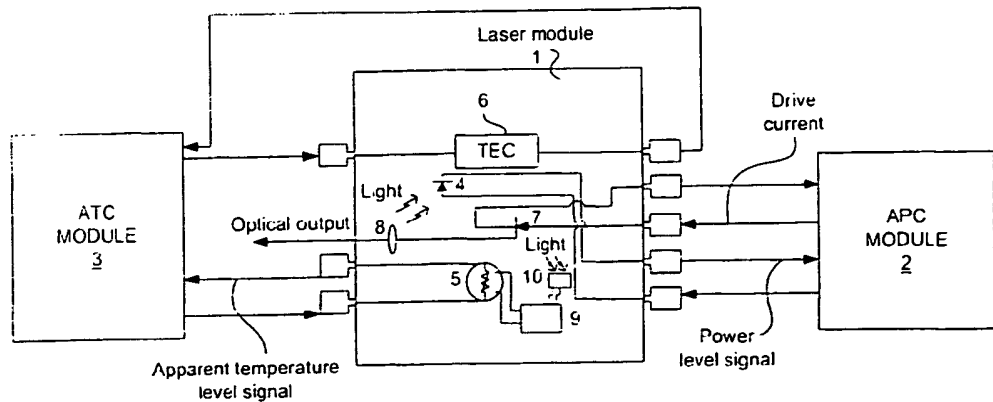 Laser module
1
6
TEC
Drive
current
ATC
MODULE
3
Light
4
7
Optical output
8
Light
10
5
9
APC
MODULE
2
Apparent temperature
level signal
Power
level signal